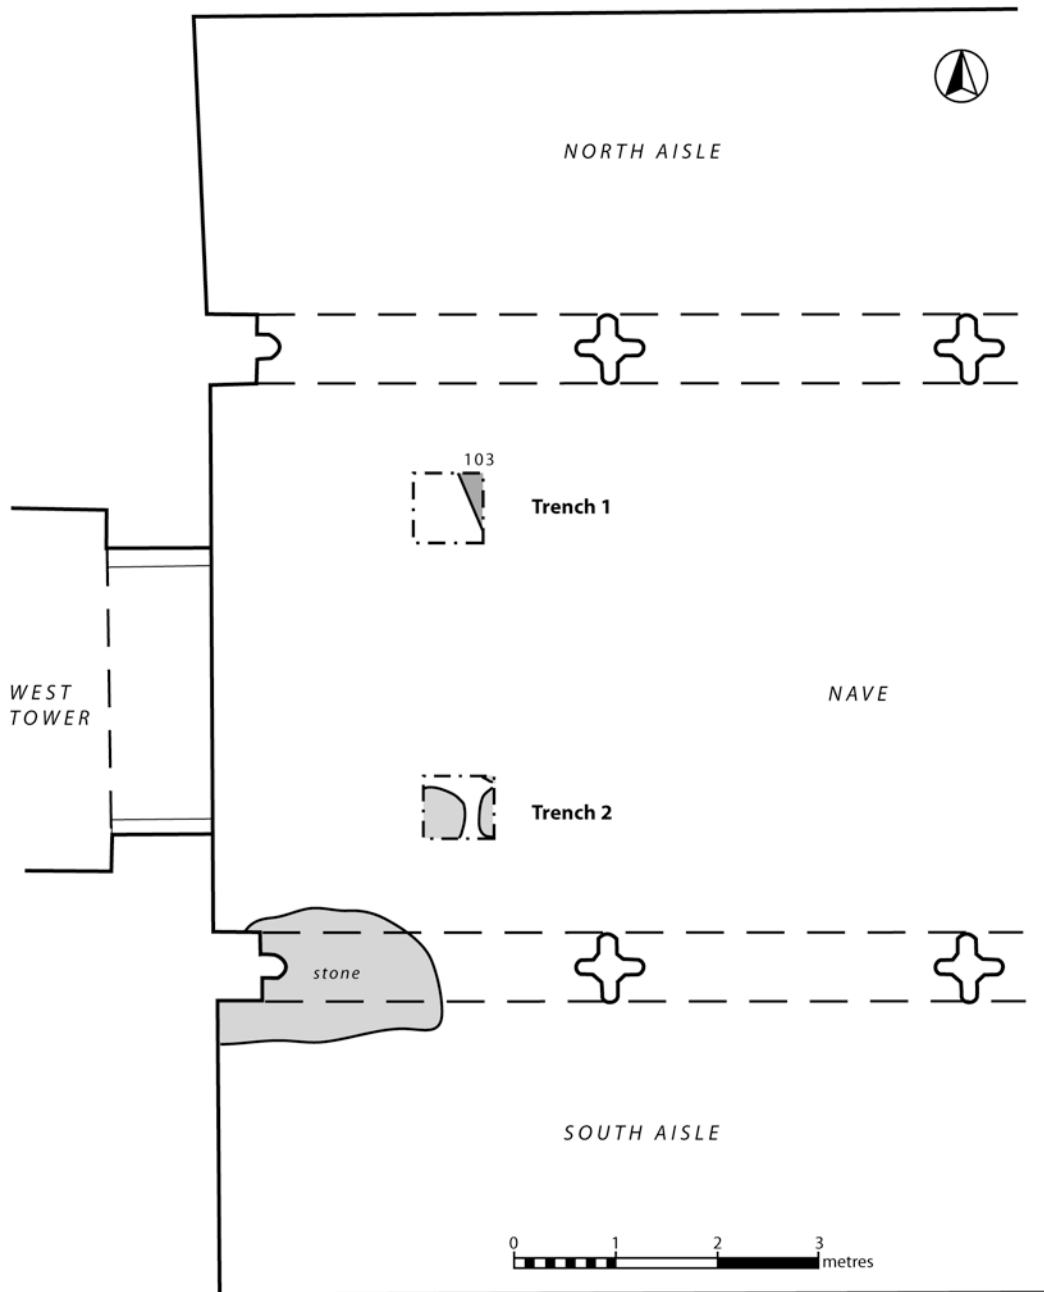 NORTH AISLE
103
Trench 1
WEST
TOWER
NAVE
Trench 2
stone
SOUTH AISLE
0 1 2 3
metres